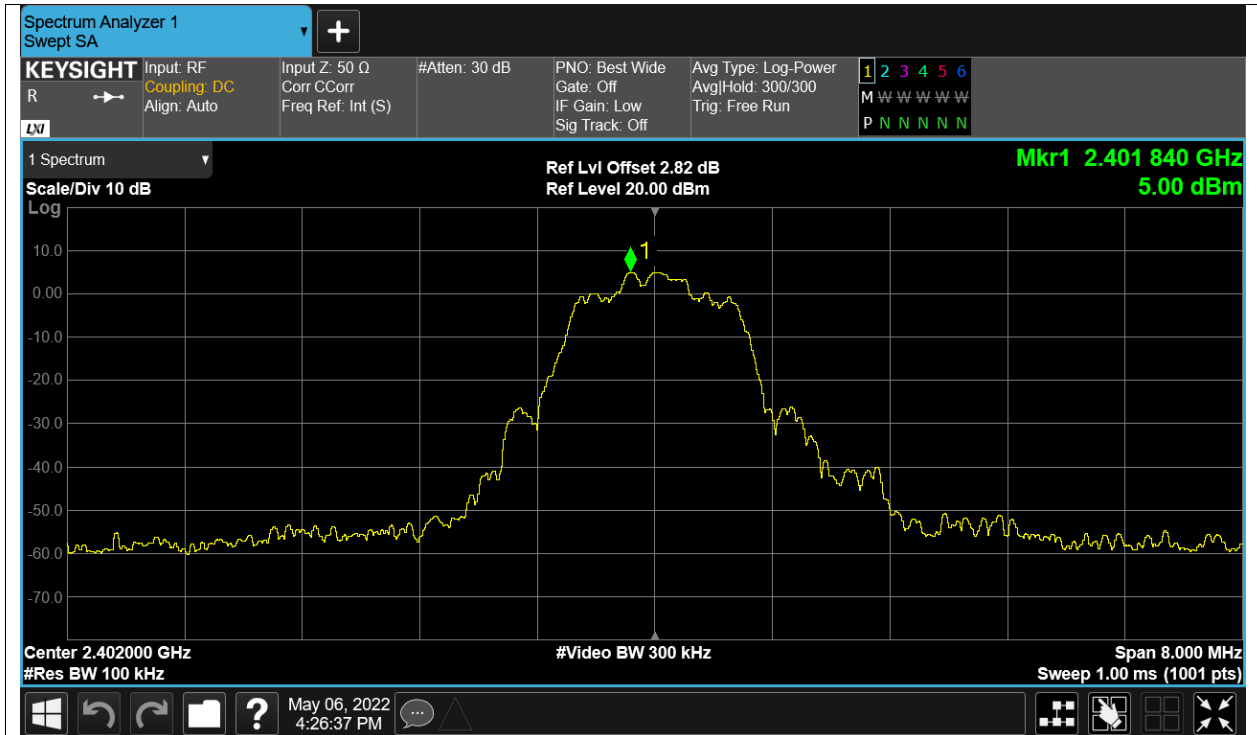 Spectrum Analyzer 1
Swept SA
▼
+
KEYSIGHT
R
LXI
Input: RF
Coupling: DC
Align: Auto
Input Z: 50 Ω
Corr CCorr
Freq Ref: Int (S)
#Atten: 30 dB
PNO: Best Wide
Gate: Off
IF Gain: Low
Sig Track: Off
Avg Type: Log-Power
Avg|Hold: 300/300
Trig: Free Run
1 2 3 4 5 6
M W W W W W
P N N N N N
1 Spectrum ▼
Scale/Div 10 dB
Log
Ref Lvl Offset 2.82 dB
Ref Level 20.00 dBm
Mkr1 2.401 840 GHz
5.00 dBm
1
10.0
0.00
-10.0
-20.0
-30.0
-40.0
-50.0
-60.0
-70.0
Center 2.402000 GHz
#Res BW 100 kHz
#Video BW 300 kHz
Span 8.000 MHz
Sweep 1.00 ms (1001 pts)
?
May 06, 2022
4:26:37 PM